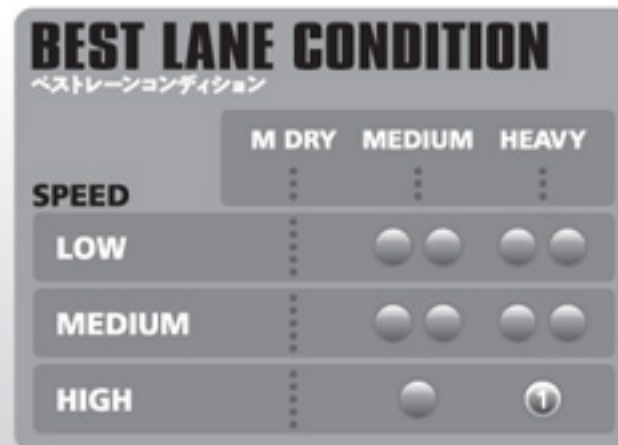 BEST LANE CONDITION
ベストレーンコンディション
M DRY MEDIUM HEAVY
SPEED
LOW
MEDIUM
HIGH 1